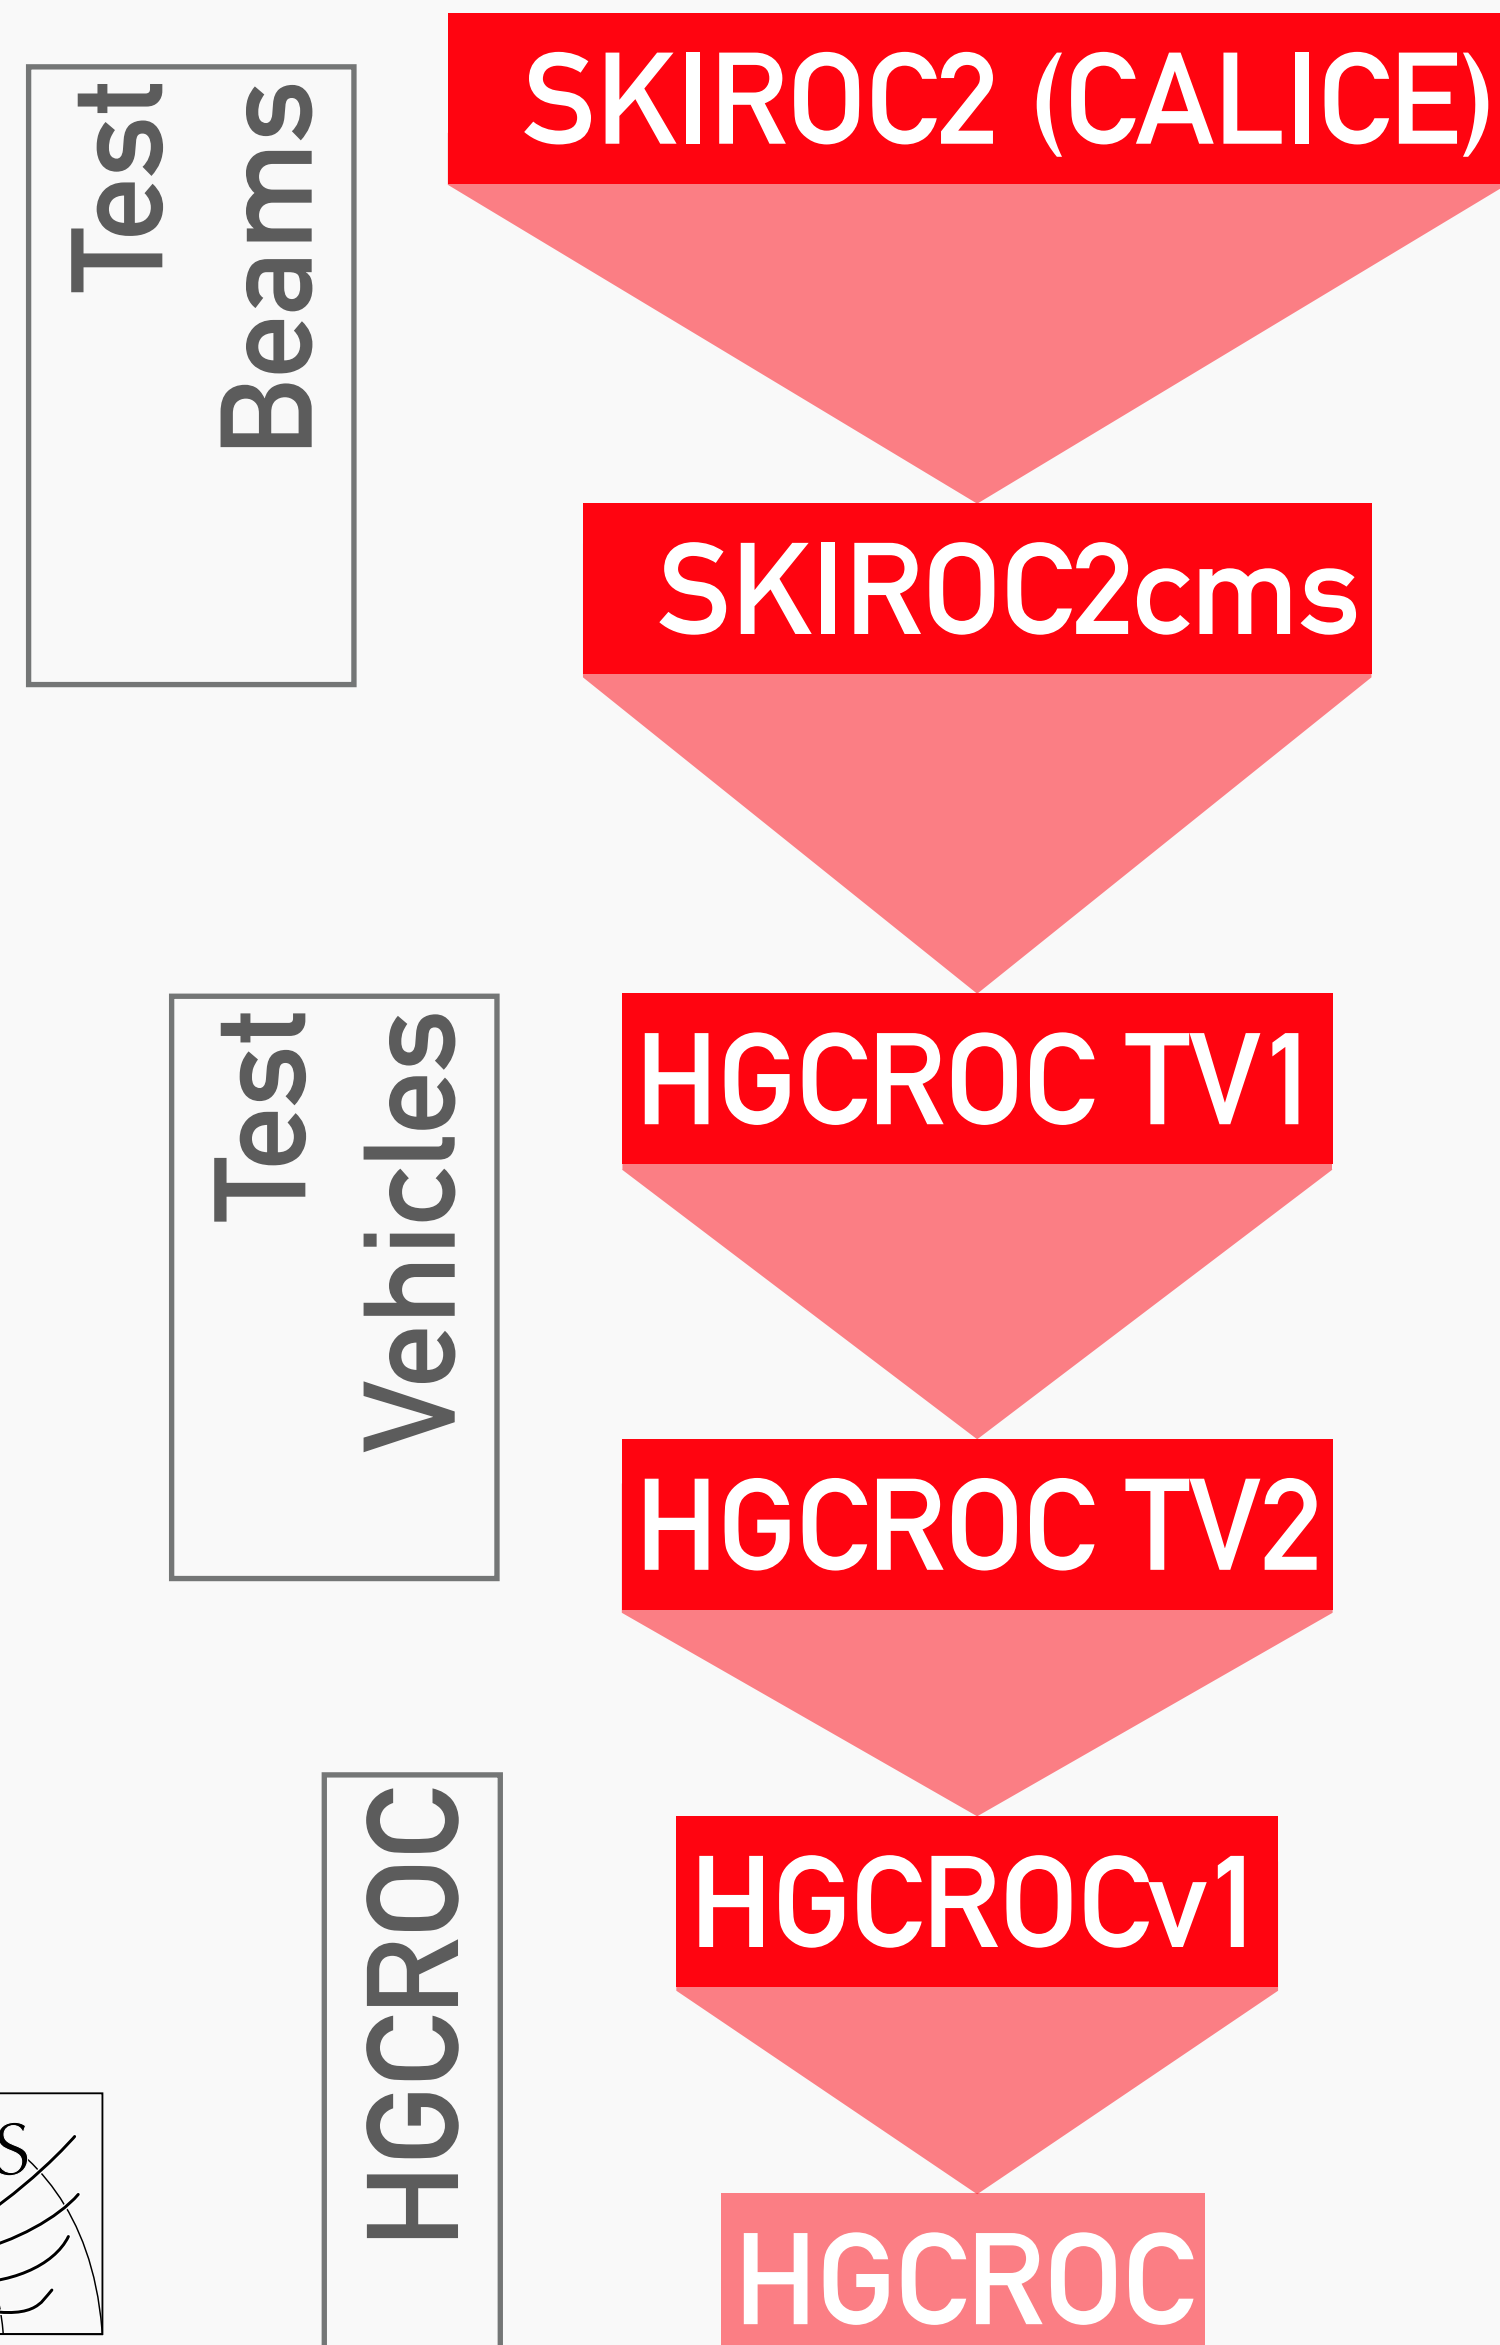 Test
Beams
SKIROC2 (CALICE)
SKIROC2cms
Test
Vehicles
HGCROC TV1
HGCROC TV2
HGCROC
HGCROCv1
HGCROC
S